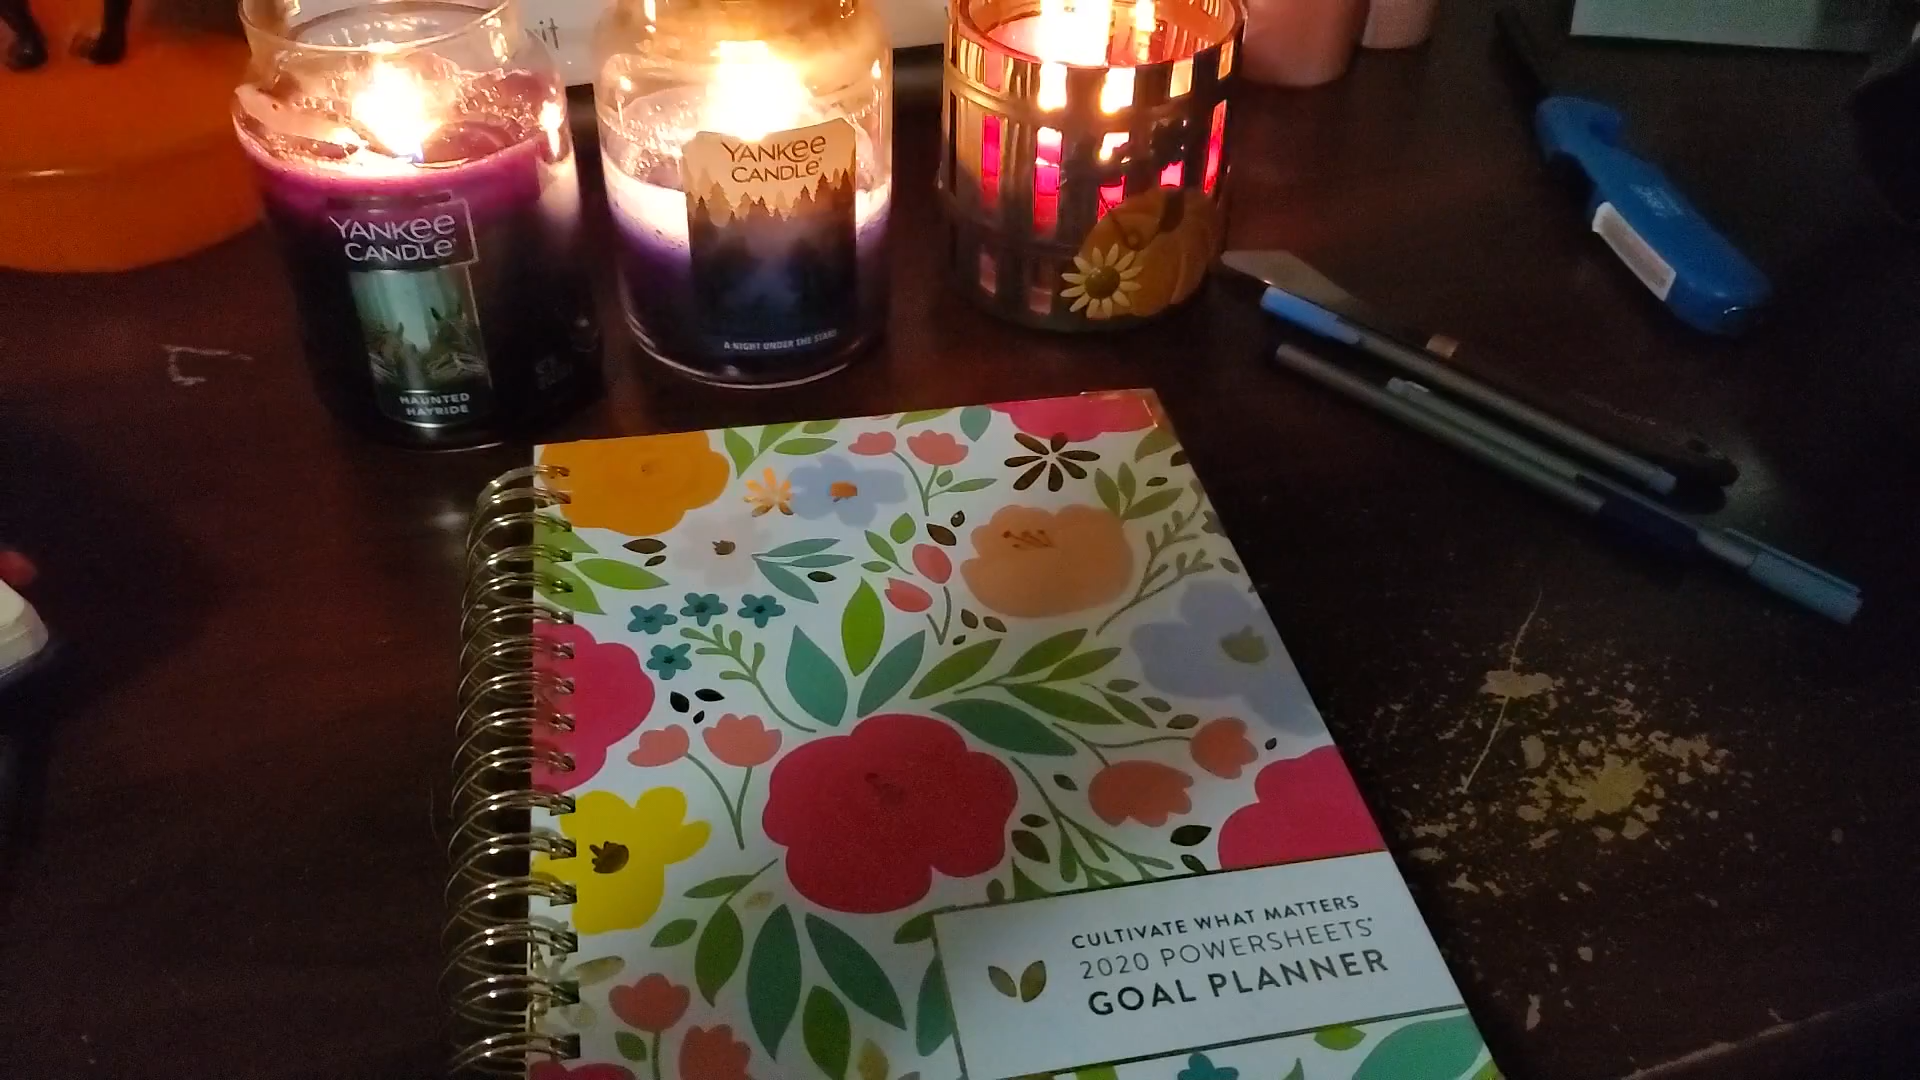 YANKEE
CANDLE
HAUNTED
HAYRIDE
YANKEE
CANDLE
A NIGHT UNDER THE STARS
CULTIVATE WHAT MATTERS
2020 POWERSHEETS
GOAL PLANNER